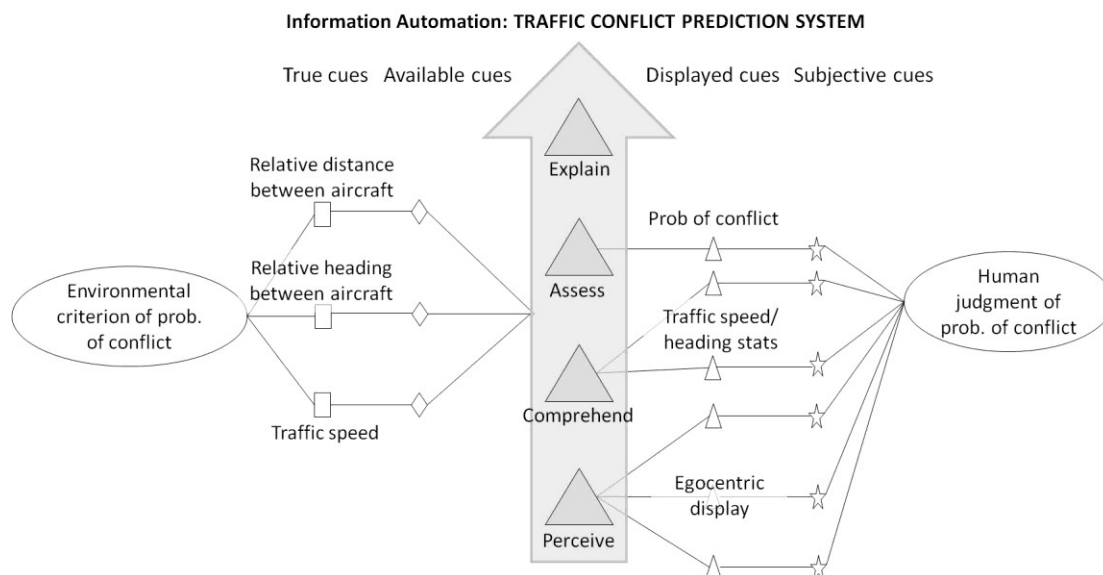 Information Automation: TRAFFIC CONFLICT PREDICTION SYSTEM
True cues Available cues
Displayed cues Subjective cues
Relative distance
between aircraft
Relative heading
between aircraft
Traffic speed
Environmental
criterion of prob.
of conflict
Explain
Assess
Comprehend
Perceive
Prob of conflict
Traffic speed/
heading stats
Egocentric
display
Human
judgment of
prob. of conflict